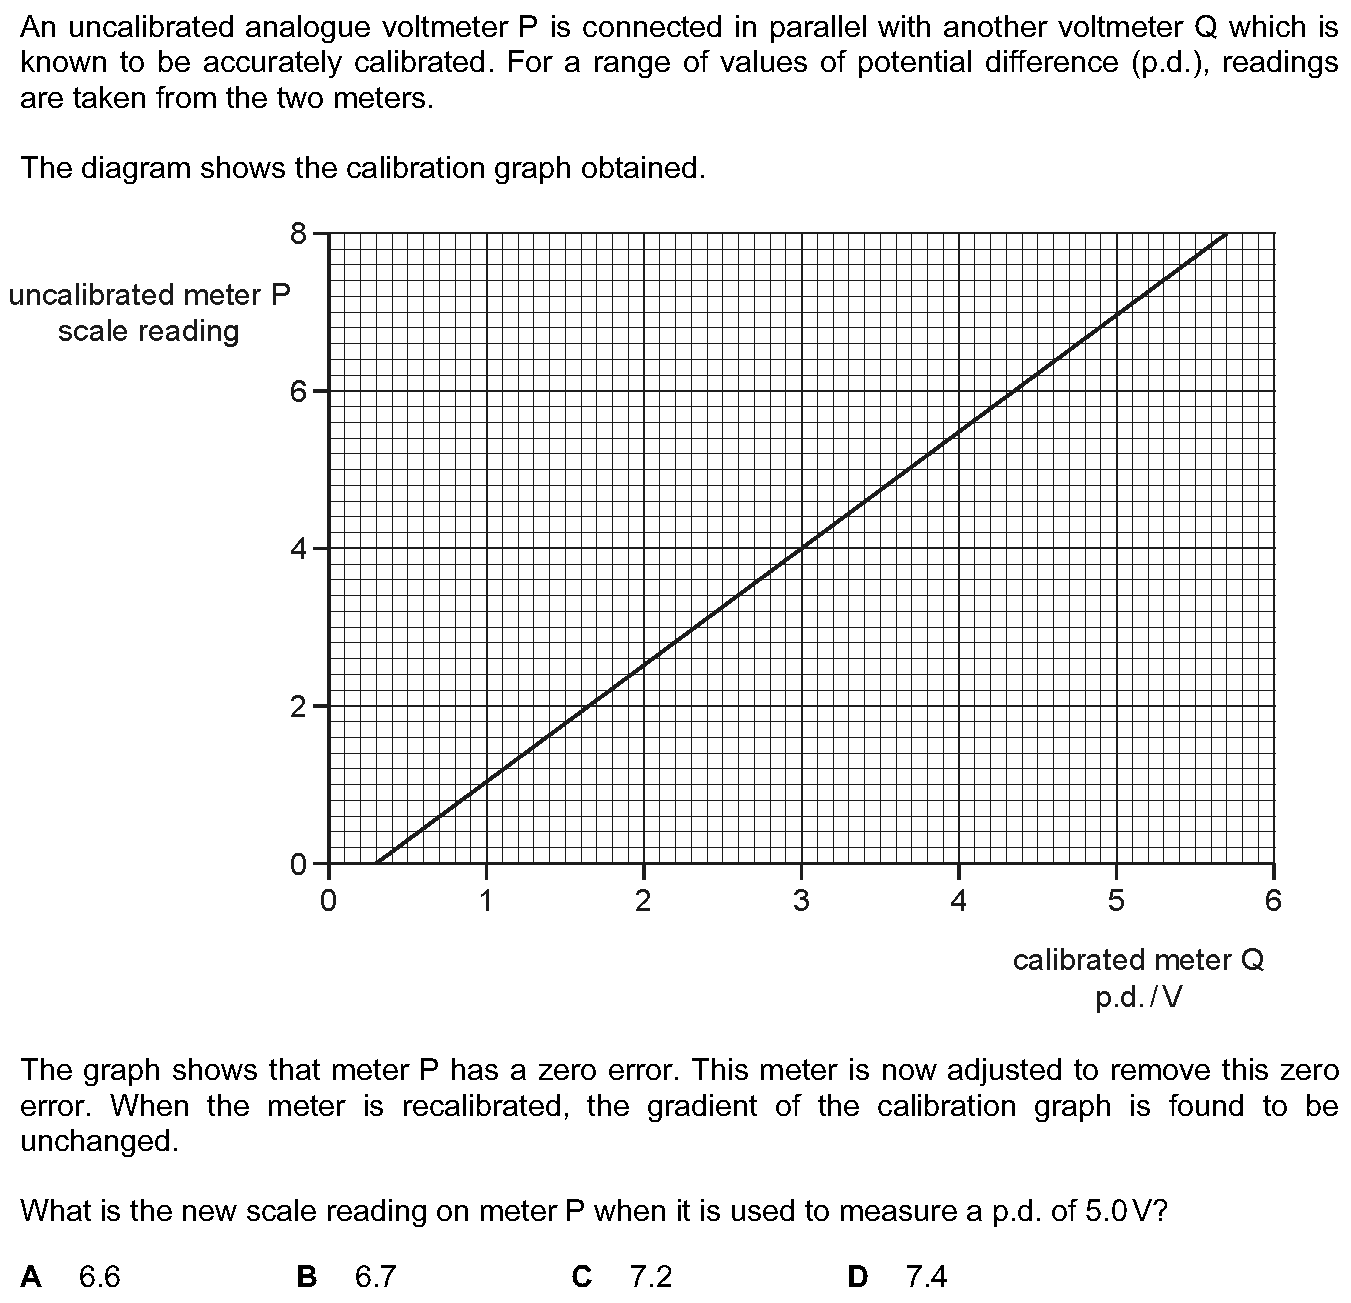 An uncalibrated analogue voltmeter P is connected in parallel with another voltmeter Q which is
known to be accurately calibrated. For a range of values of potential difference (p.d.), readings
are taken from the two meters.
The diagram shows the calibration graph obtained.
8
uncalibrated meter P
scale reading
6
4
2
0
0 1 2 3 4 5 6
calibrated meter Q
p.d. / V
The graph shows that meter P has a zero error. This meter is now adjusted to remove this zero
error. When the meter is recalibrated, the gradient of the calibration graph is found to be
unchanged.
What is the new scale reading on meter P when it is used to measure a p.d. of 5.0 V?
A 6.6 B 6.7 C 7.2 D 7.4